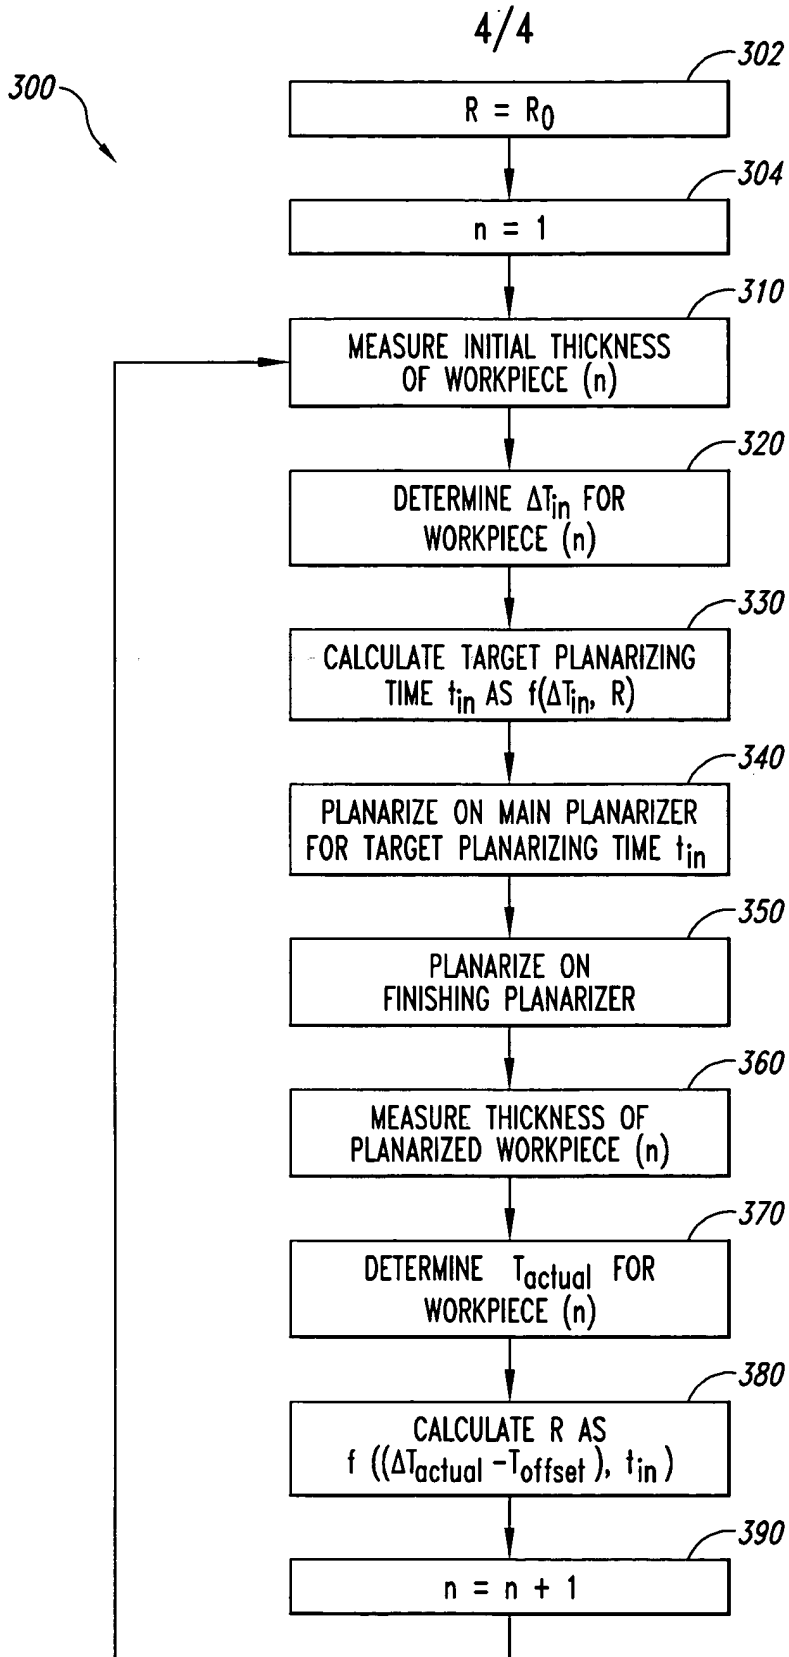 4/4
300
302
R = R0
304
n = 1
310
MEASURE INITIAL THICKNESS
OF WORKPIECE (n)
320
DETERMINE ΔTin FOR
WORKPIECE (n)
330
CALCULATE TARGET PLANARIZING
TIME tin AS f(ΔTin, R)
340
PLANARIZE ON MAIN PLANARIZER
FOR TARGET PLANARIZING TIME tin
350
PLANARIZE ON
FINISHING PLANARIZER
360
MEASURE THICKNESS OF
PLANARIZED WORKPIECE (n)
370
DETERMINE Tactual FOR
WORKPIECE (n)
380
CALCULATE R AS
f ((ΔTactual -Toffset), tin )
390
n = n + 1